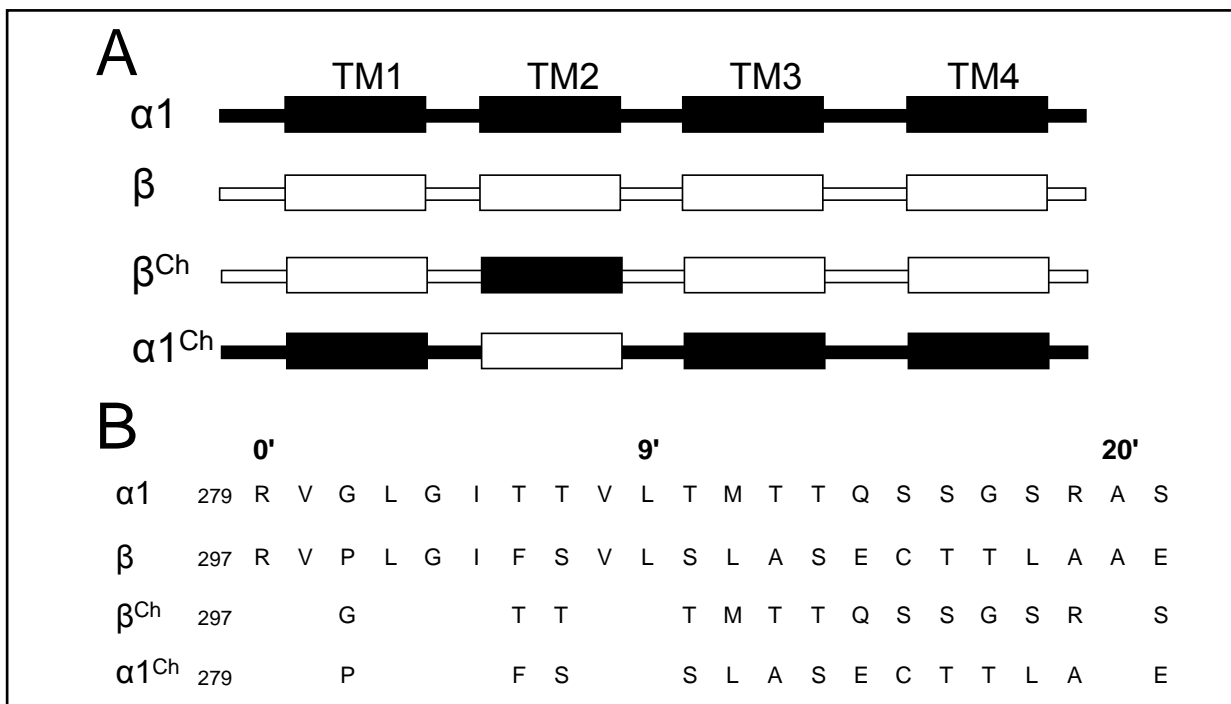 A
TM1 TM2 TM3 TM4
α1
β
βCh
α1Ch
B
0' 9' 20'
α1 279 R V G L G I T T V L T M T T Q S S G S R A S
β 297 R V P L G I F S V L S L A S E C T T L A A E
βCh 297 G T T T M T T Q S S G S R S
α1Ch 279 P F S S L A S E C T T L A E